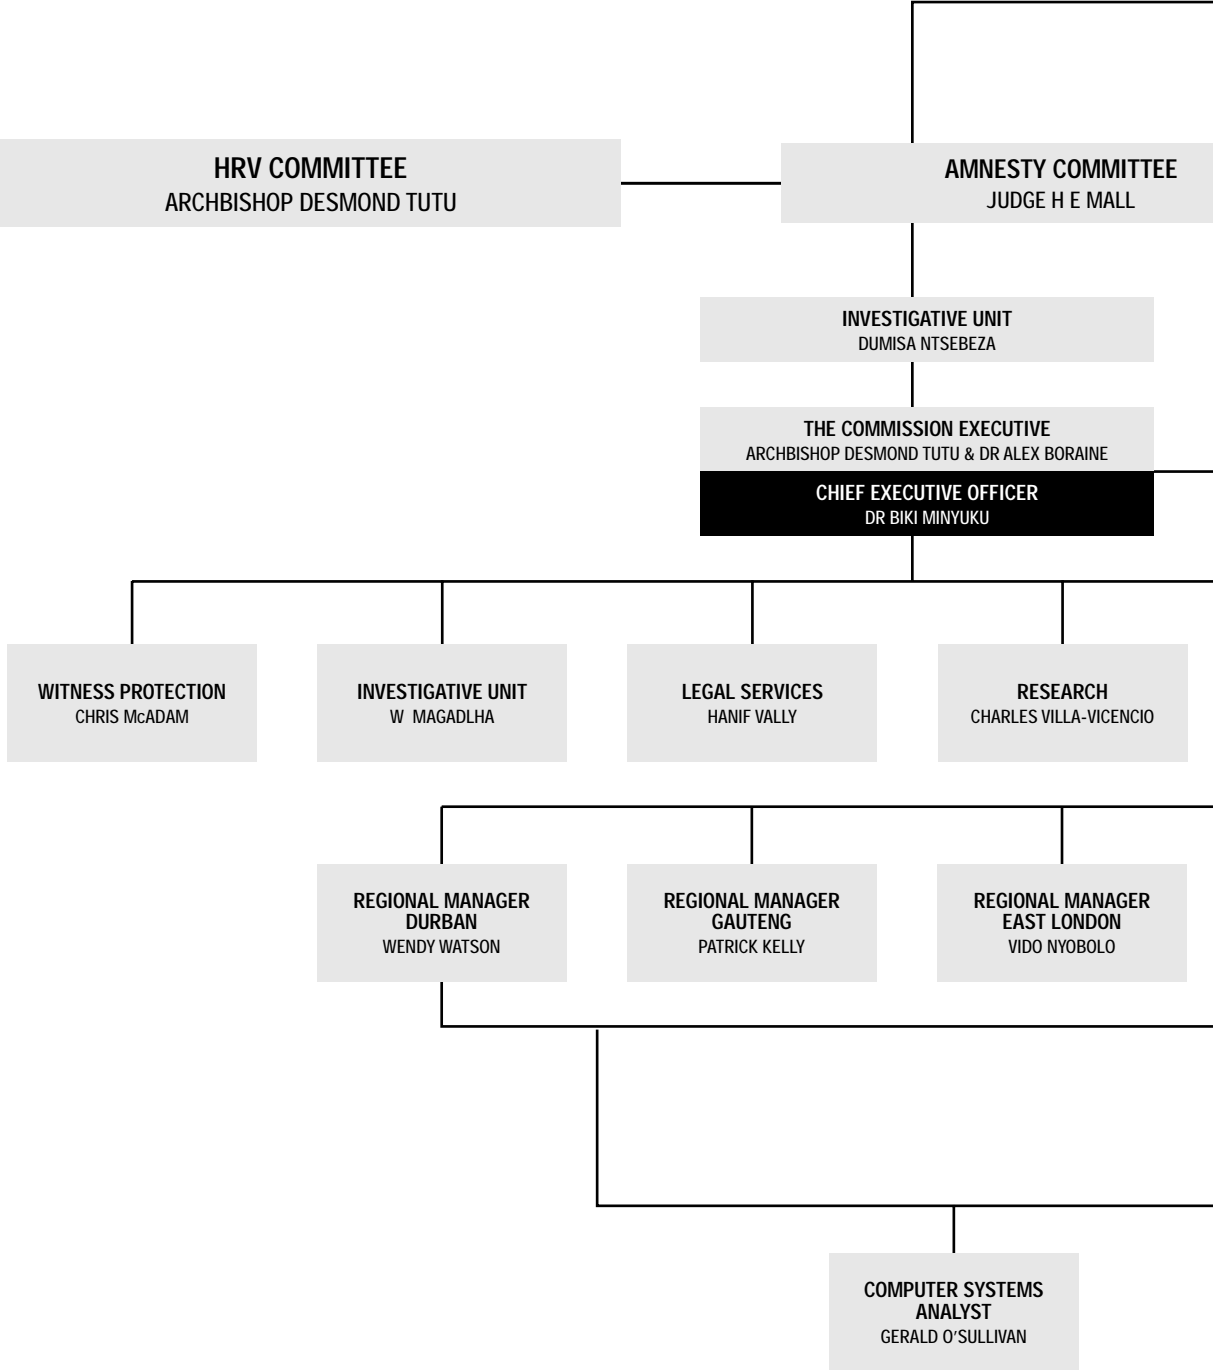 HRV COMMITTEE
ARCHBISHOP DESMOND TUTU
AMNESTY COMMITTEE
JUDGE H E MALL
INVESTIGATIVE UNIT
DUMISA NTSEBEZA
THE COMMISSION EXECUTIVE
ARCHBISHOP DESMOND TUTU & DR ALEX BORAINE
CHIEF EXECUTIVE OFFICER
DR BIKI MINYUKU
WITNESS PROTECTION
CHRIS McADAM
INVESTIGATIVE UNIT
W MAGADLHA
LEGAL SERVICES
HANIF VALLY
RESEARCH
CHARLES VILLA-VICENCIO
REGIONAL MANAGER
DURBAN
WENDY WATSON
REGIONAL MANAGER
GAUTENG
PATRICK KELLY
REGIONAL MANAGER
EAST LONDON
VIDO NYOBOLO
COMPUTER SYSTEMS
ANALYST
GERALD O'SULLIVAN